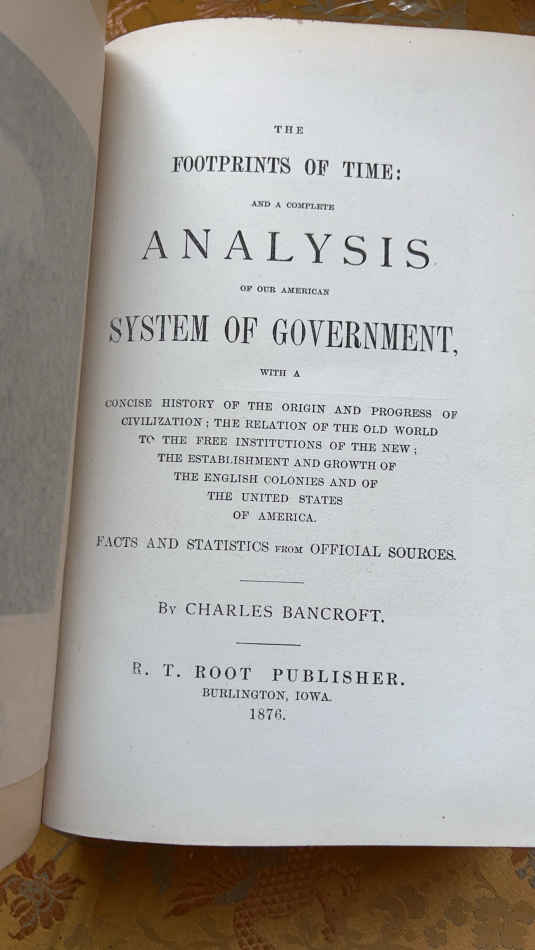 THE
FOOTPRINTS OF TIME:
AND A COMPLETE
ANALYSIS
OF OUR AMERICAN
SYSTEM OF GOVERNMENT,
WITH A
CONCISE HISTORY OF THE ORIGIN AND PROGRESS OF
CIVILIZATION; THE RELATION OF THE OLD WORLD
TO THE FREE INSTITUTIONS OF THE NEW;
THE ESTABLISHMENT AND GROWTH OF
THE ENGLISH COLONIES AND OF
THE UNITED STATES
OF AMERICA.
FACTS AND STATISTICS FROM OFFICIAL SOURCES.
BY CHARLES BANCROFT.
R. T. ROOT PUBLISHER.
BURLINGTON, IOWA.
1876.